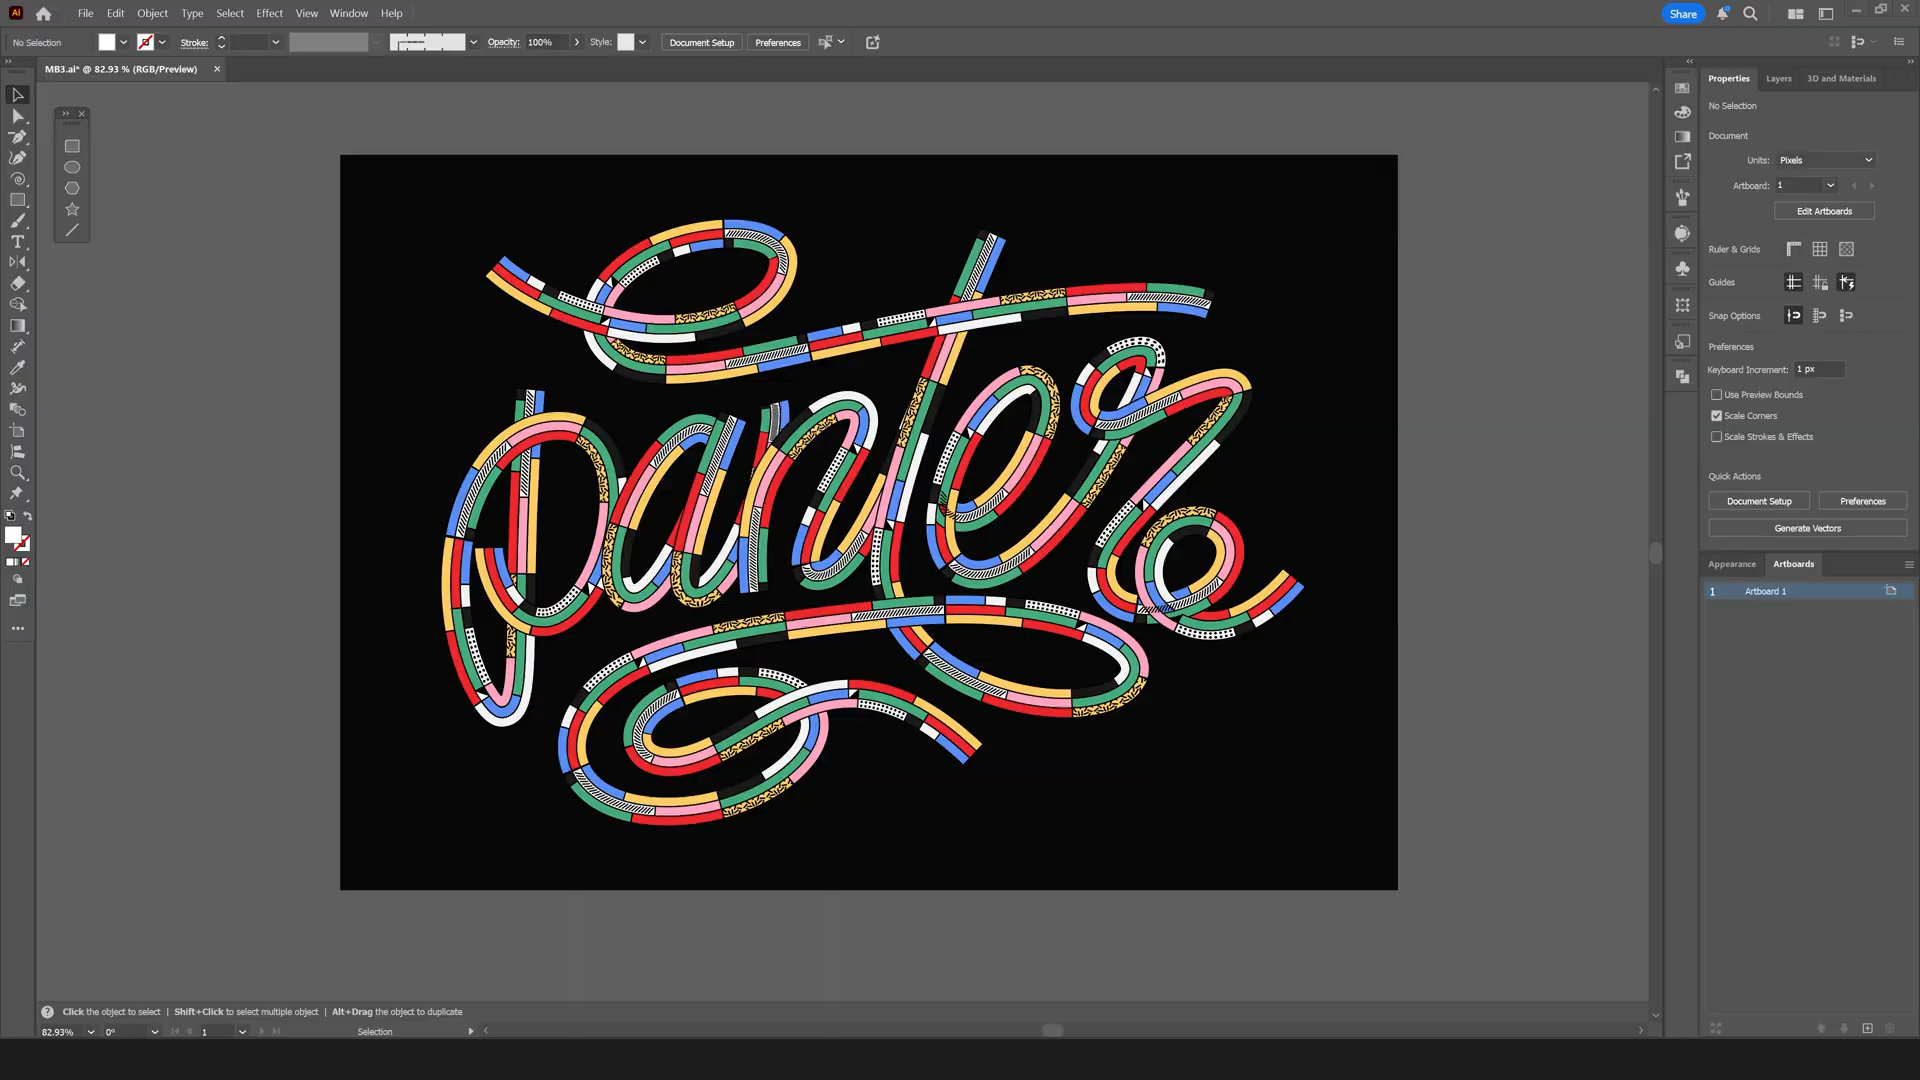 Ai File Edit Object Type Select Effect View Window Help Share
No Selection Stroke: Opacity: 100% Style: Document Setup Preferences
MB3.ai* @ 82.93 % (RGB/Preview)
panter
Properties Layers 3D and Materials
No Selection
Document
Units: Pixels
Artboard: 1
Edit Artboards
Ruler & Grids
Guides
Snap Options
Preferences
Keyboard Increment: 1 px
Use Preview Bounds
Scale Corners
Scale Strokes & Effects
Quick Actions
Document Setup Preferences
Generate Vectors
Appearance Artboards
1 Artboard 1
Click the object to select | Shift+Click to select multiple object | Alt+Drag the object to duplicate
82.93% 0° 1 Selection